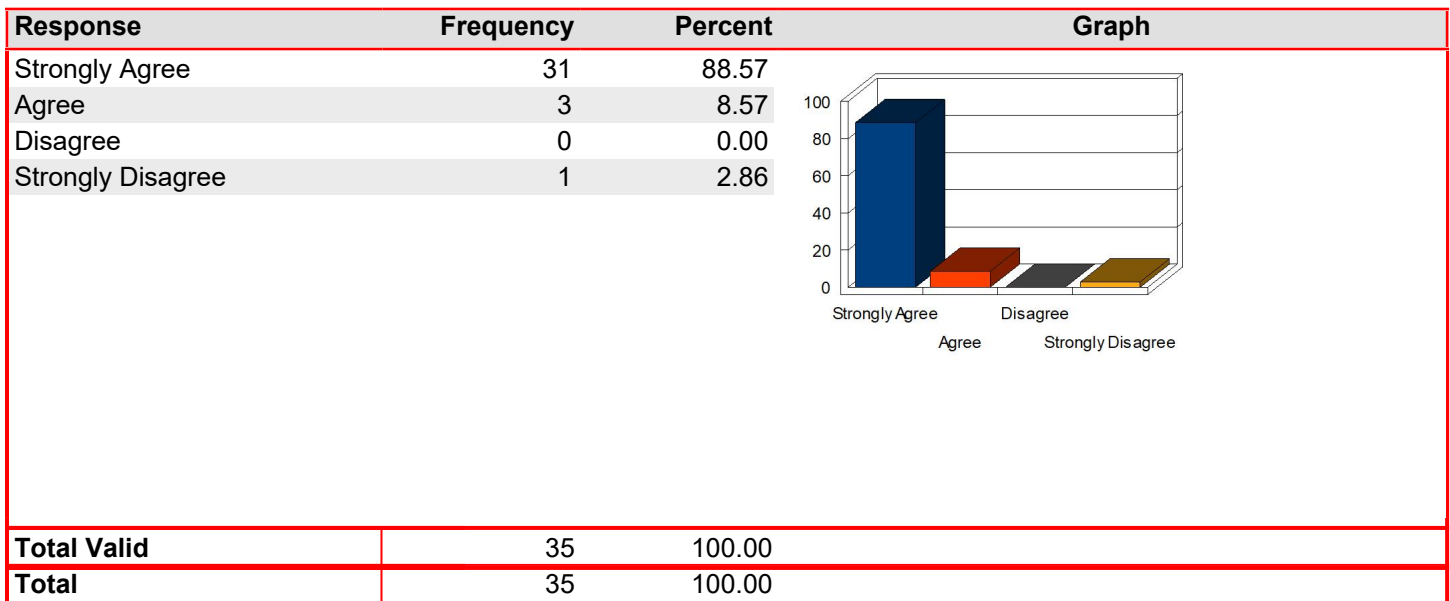 Response Frequency Percent Graph
Strongly Agree 31 88.57
Agree 3 8.57
Disagree 0 0.00
Strongly Disagree 1 2.86
100
80
60
40
20
0
Strongly Agree Disagree
Agree Strongly Disagree
Total Valid 35 100.00
Total 35 100.00